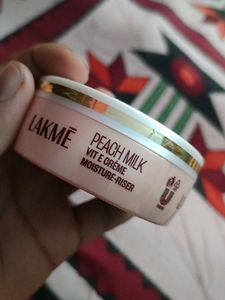 LAKMĒ
PEACH MILK
VIT E CRÈME
MOISTURE-RISER